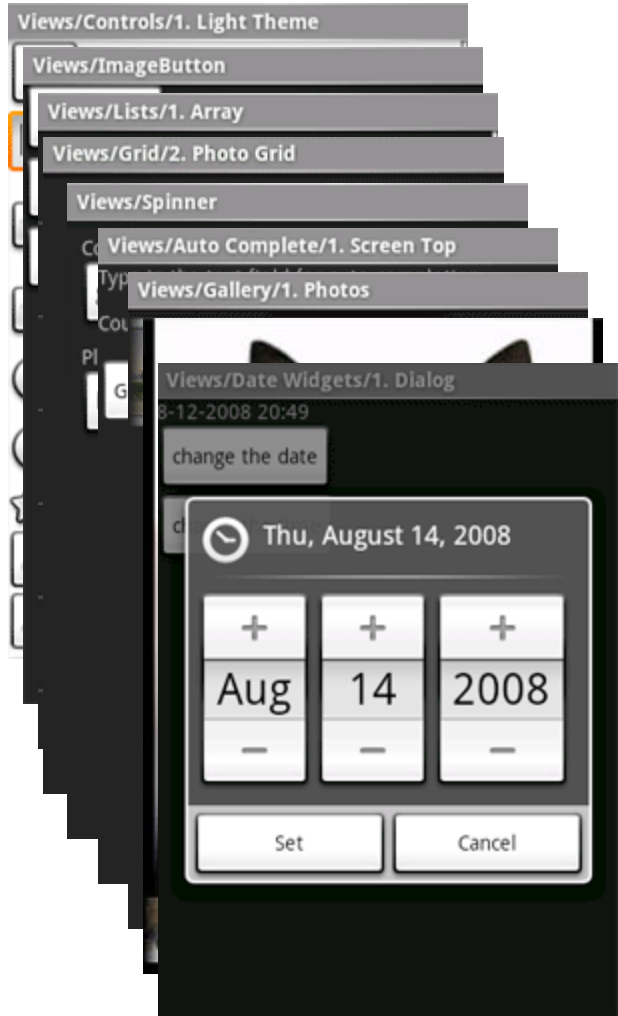 Views/Controls/1. Light Theme
Views/ImageButton
Views/Lists/1. Array
Views/Grid/2. Photo Grid
Views/Spinner
Views/Auto Complete/1. Screen Top
Views/Gallery/1. Photos
Views/Date Widgets/1. Dialog
8-12-2008 20:49
change the date
Thu, August 14, 2008
+ + +
Aug 14 2008
− − −
Set Cancel